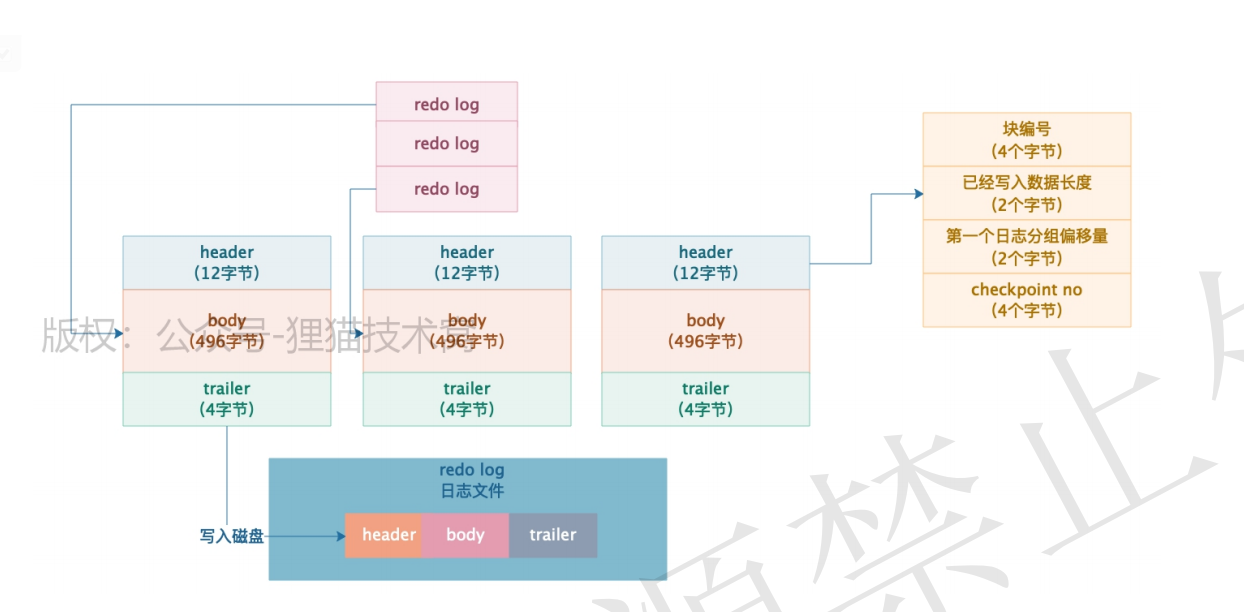 redo log
redo log
redo log
header
(12字节)
body
(496字节)
trailer
(4字节)
header
(12字节)
body
(496字节)
trailer
(4字节)
header
(12字节)
body
(496字节)
trailer
(4字节)
块编号
(4个字节)
已经写入数据长度
(2个字节)
第一个日志分组偏移量
(2个字节)
checkpoint no
(4个字节)
版权：公众号-狸猫技术窝
写入磁盘
redo log
日志文件
header
body
trailer
禁止